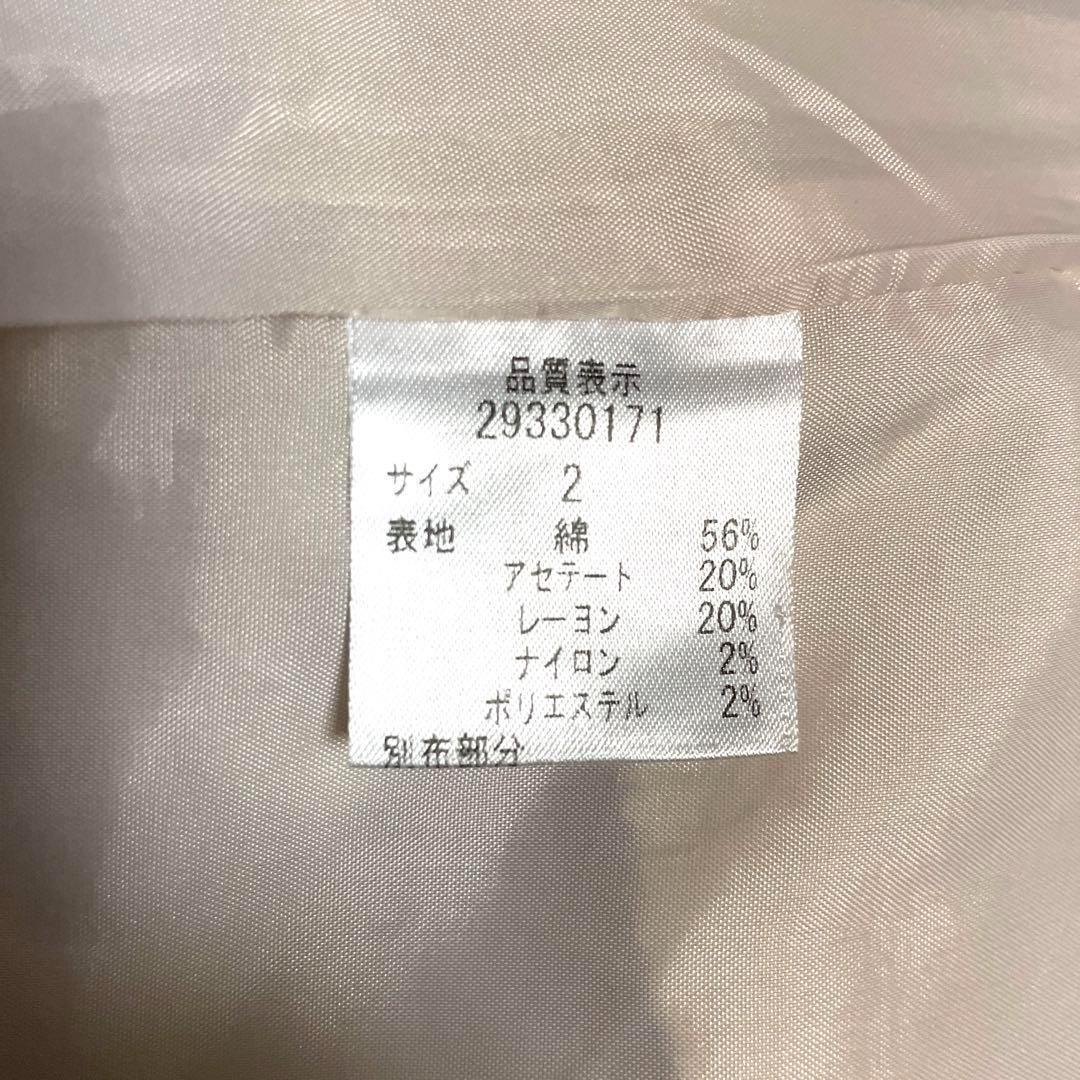 品質表示
29330171
サイズ 2
表地 綿 56%
アセテート 20%
レーヨン 20%
ナイロン 2%
ポリエステル 2%
別布部分